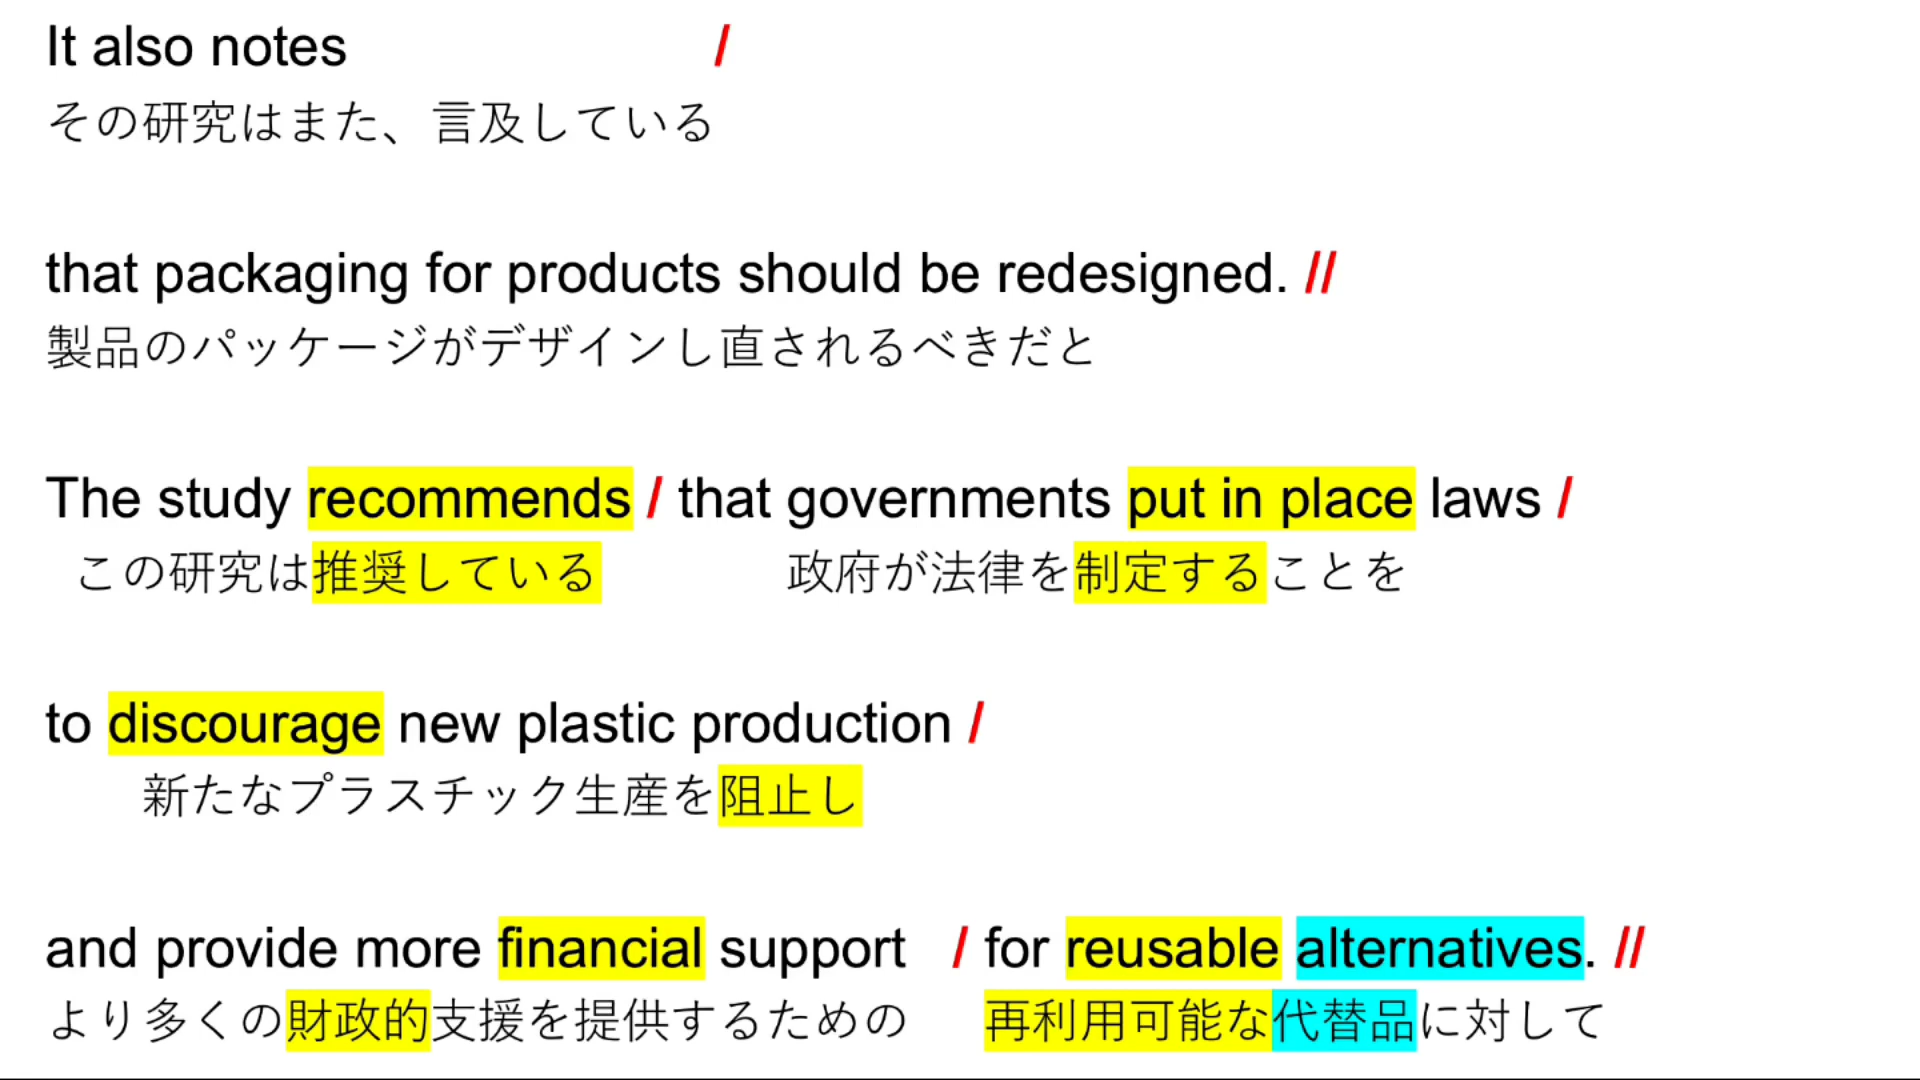 It also notes /
その研究はまた、言及している
that packaging for products should be redesigned. //
製品のパッケージがデザインし直されるべきだと
The study recommends / that governments put in place laws /
この研究は推奨している 政府が法律を制定することを
to discourage new plastic production /
新たなプラスチック生産を阻止し
and provide more financial support / for reusable alternatives. //
より多くの財政的支援を提供するための 再利用可能な代替品に対して